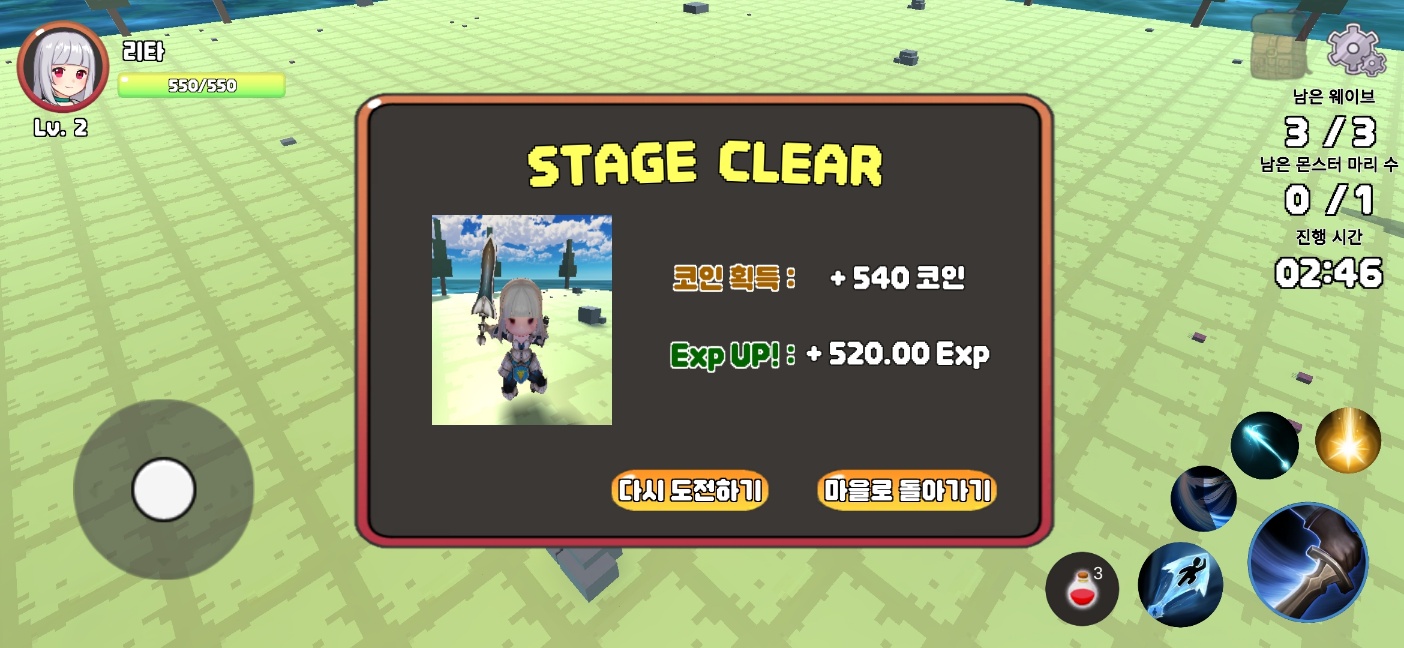 리타
550/550
Lv. 2
남은 웨이브
3 / 3
남은 몬스터 마리 수
0 / 1
진행 시간
02:46
STAGE CLEAR
코인 획득 : + 540 코인
Exp UP! : + 520.00 Exp
다시 도전하기
마을로 돌아가기
3